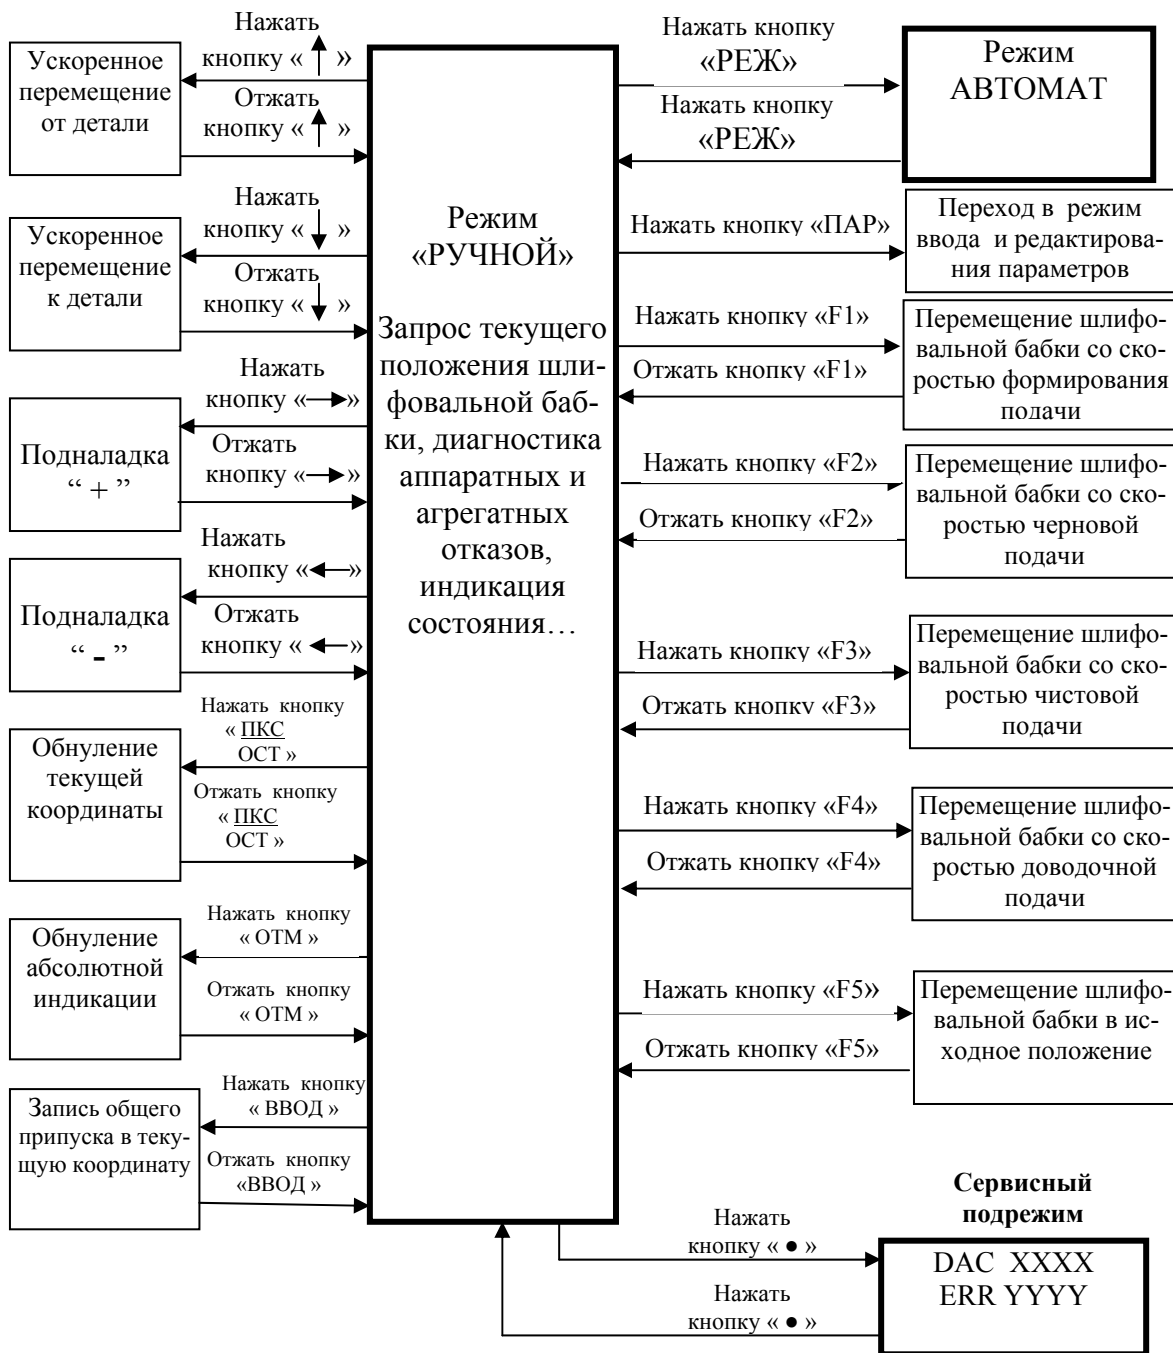 Ускоренное
перемещение
от детали
Нажать
кнопку « ↑ »
Отжать
кнопку « ↑ »
Ускоренное
перемещение
к детали
Нажать
кнопку « ↓ »
Отжать
кнопку « ↓ »
Подналадка
“ + ”
Нажать
кнопку «→»
Отжать
кнопку «→»
Подналадка
“ - ”
Нажать
кнопку «←»
Отжать
кнопку « ←»
Обнуление
текущей
координаты
Нажать кнопку
« ПКС
ОСТ »
Отжать кнопку
« ПКС
ОСТ »
Обнуление
абсолютной
индикации
Нажать кнопку
« ОТМ »
Отжать кнопку
« ОТМ »
Запись общего
припуска в теку-
щую координату
Нажать кнопку
« ВВОД »
Отжать кнопку
«ВВОД »
Режим
«РУЧНОЙ»
Запрос текущего
положения шли-
фовальной баб-
ки, диагностика
аппаратных и
агрегатных
отказов,
индикация
состояния…
Нажать кнопку
«РЕЖ»
Нажать кнопку
«РЕЖ»
Режим
АВТОМАТ
Нажать кнопку «ПАР»
Переход в режим
ввода и редактирова-
ния параметров
Нажать кнопку «F1»
Отжать кнопку «F1»
Перемещение шлифо-
вальной бабки со ско-
ростью формирования
подачи
Нажать кнопку «F2»
Отжать кнопку «F2»
Перемещение шлифо-
вальной бабки со ско-
ростью черновой
подачи
Нажать кнопку «F3»
Отжать кнопку «F3»
Перемещение шлифо-
вальной бабки со ско-
ростью чистовой
подачи
Нажать кнопку «F4»
Отжать кнопку «F4»
Перемещение шлифо-
вальной бабки со ско-
ростью доводочной
подачи
Нажать кнопку «F5»
Отжать кнопку «F5»
Перемещение шлифо-
вальной бабки в ис-
ходное положение
Сервисный
подрежим
Нажать
кнопку « ● »
Нажать
кнопку « ● »
DAC XXXX
ERR YYYY